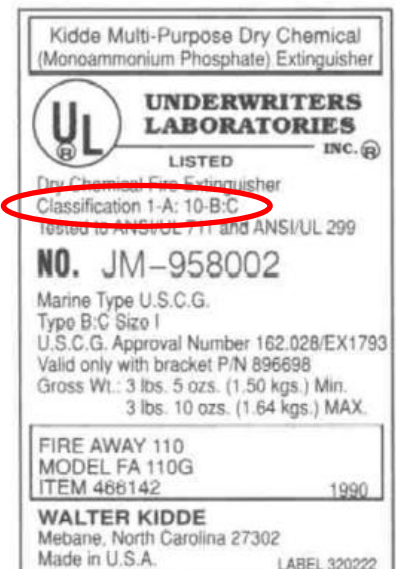 Kidde Multi-Purpose Dry Chemical
(Monoammonium Phosphate) Extinguisher
UL ®
UNDERWRITERS
LABORATORIES
INC.®
LISTED
Dry Chemical Fire Extinguisher
Classification 1-A: 10-B:C
Tested to ANSI/UL 711 and ANSI/UL 299
NO. JM-958002
Marine Type U.S.C.G.
Type B:C Size I
U.S.C.G. Approval Number 162.028/EX1793
Valid only with bracket P/N 896698
Gross Wt.: 3 lbs. 5 ozs. (1.50 kgs.) Min.
3 lbs. 10 ozs. (1.64 kgs.) MAX.
FIRE AWAY 110
MODEL FA 110G
ITEM 466142 1990
WALTER KIDDE
Mebane, North Carolina 27302
Made in U.S.A. LABEL 320222